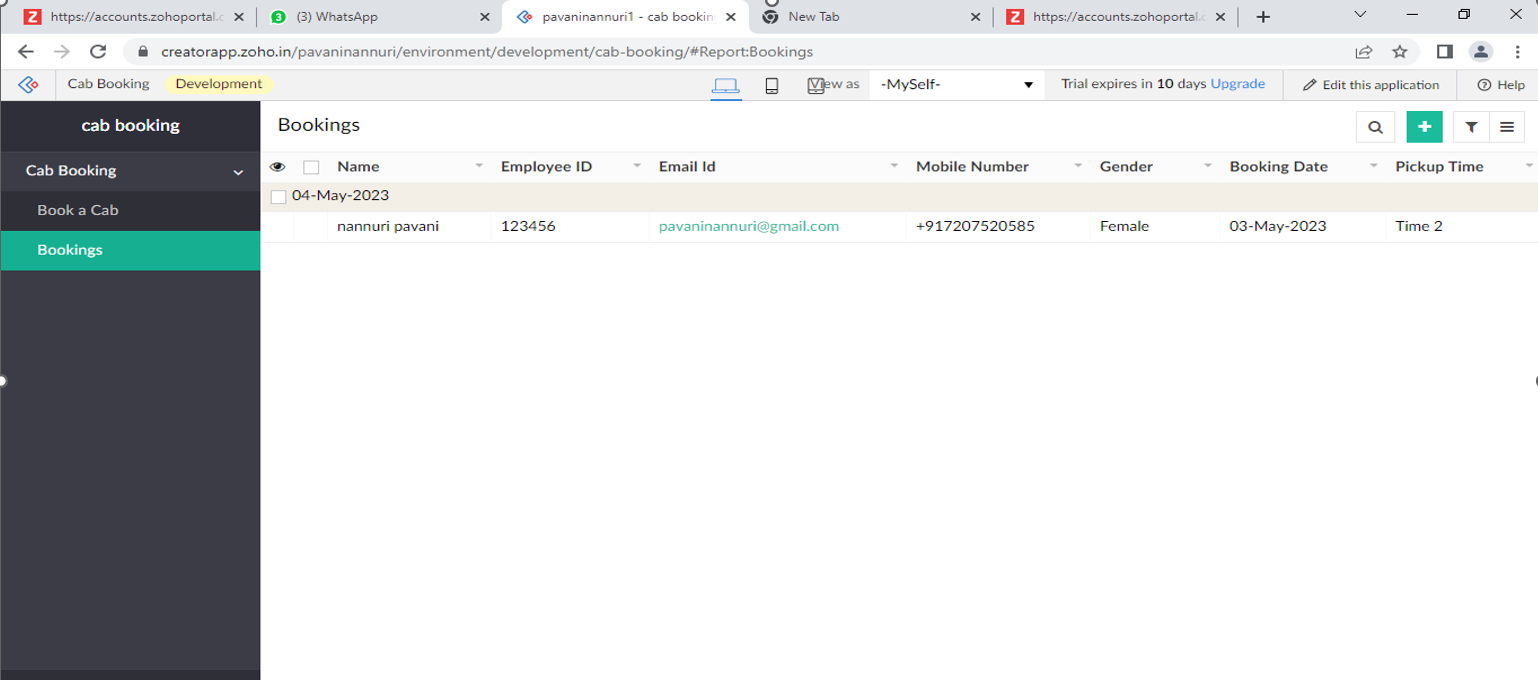 Z https://accounts.zohoportal.c
3 (3) WhatsApp
pavaninannuri1 - cab bookin
New Tab
Z https://accounts.zohoportal.c
creatorapp.zoho.in/pavaninannuri/environment/development/cab-booking/#Report:Bookings
Cab Booking Development View as -MySelf- Trial expires in 10 days Upgrade Edit this application Help
cab booking
Cab Booking
Book a Cab
Bookings
Bookings
Name Employee ID Email Id Mobile Number Gender Booking Date Pickup Time
04-May-2023
nannuri pavani 123456 pavaninannuri@gmail.com +917207520585 Female 03-May-2023 Time 2